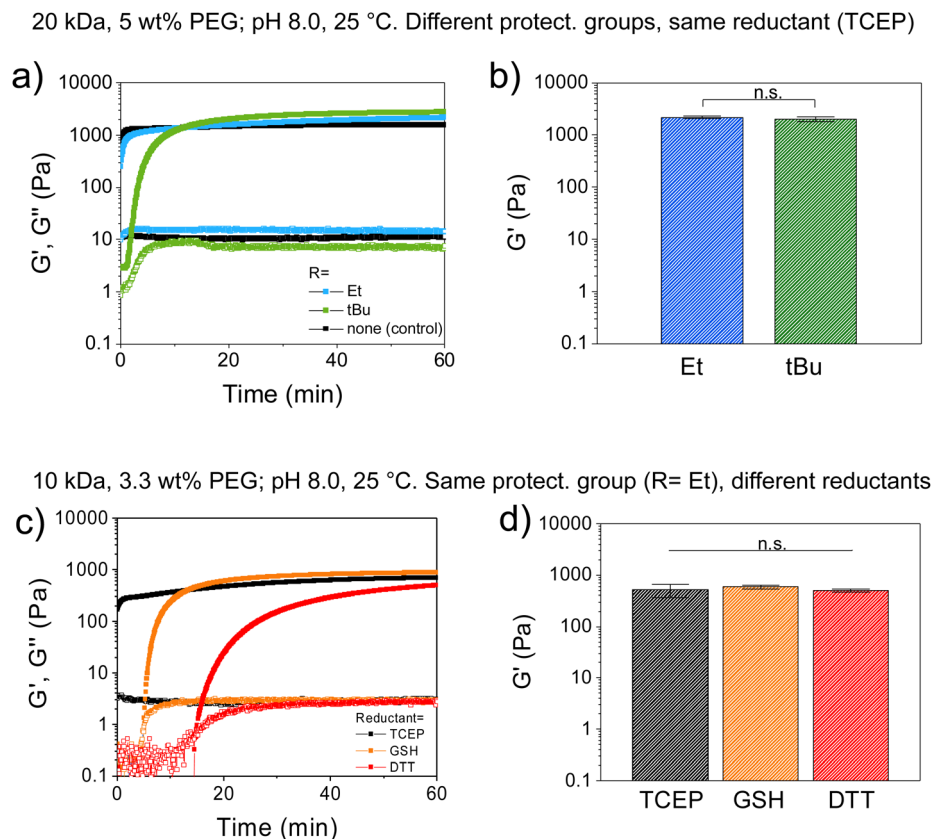 20 kDa, 5 wt% PEG; pH 8.0, 25 °C. Different protect. groups, same reductant (TCEP)
a)
10000
1000
100
10
1
0.1
G', G'' (Pa)
R=
Et
tBu
none (control)
0 20 40 60
Time (min)
b)
10000
1000
100
10
1
0.1
G' (Pa)
n.s.
Et tBu
10 kDa, 3.3 wt% PEG; pH 8.0, 25 °C. Same protect. group (R= Et), different reductants
c)
10000
1000
100
10
1
0.1
G', G'' (Pa)
Reductant=
TCEP
GSH
DTT
0 20 40 60
Time (min)
d)
10000
1000
100
10
1
0.1
G' (Pa)
n.s.
TCEP GSH DTT